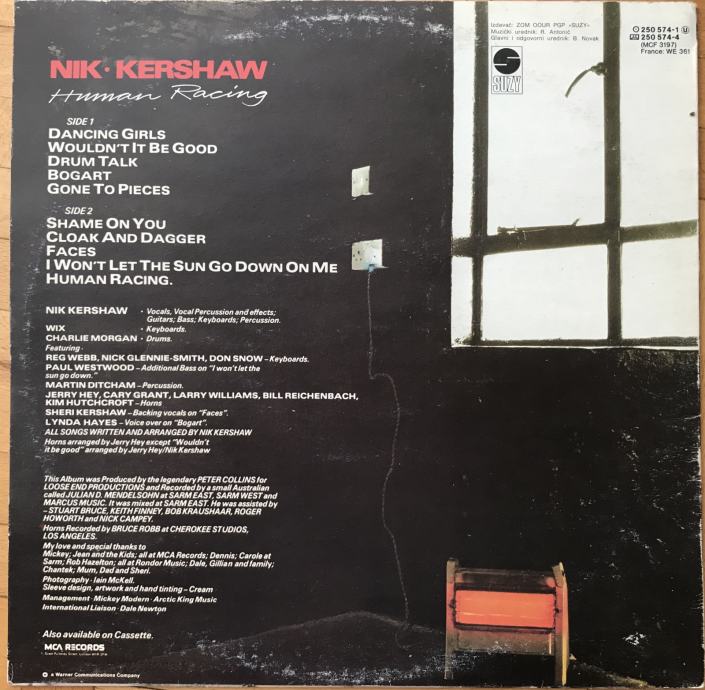 Izdavač: ZOM OOUR PGP «SUZY»
Muzički urednik: R. Antonić
Glavni i odgovorni urednik: B. Novak
250 574-1 U
250 574-4
(MCF 3197)
France: WE 361
SUZY
NIK·KERSHAW
Human Racing
SIDE 1
DANCING GIRLS
WOULDN'T IT BE GOOD
DRUM TALK
BOGART
GONE TO PIECES
SIDE 2
SHAME ON YOU
CLOAK AND DAGGER
FACES
I WON'T LET THE SUN GO DOWN ON ME
HUMAN RACING.
NIK KERSHAW · Vocals, Vocal Percussion and effects;
Guitars; Bass; Keyboards; Percussion.
WIX · Keyboards.
CHARLIE MORGAN · Drums.
Featuring ·
REG WEBB, NICK GLENNIE-SMITH, DON SNOW – Keyboards.
PAUL WESTWOOD – Additional Bass on "I won't let the
sun go down."
MARTIN DITCHAM – Percussion.
JERRY HEY, CARY GRANT, LARRY WILLIAMS, BILL REICHENBACH,
KIM HUTCHCROFT – Horns
SHERI KERSHAW – Backing vocals on "Faces".
LYNDA HAYES – Voice over on "Bogart".
ALL SONGS WRITTEN AND ARRANGED BY NIK KERSHAW
Horns arranged by Jerry Hey except "Wouldn't
it be good" arranged by Jerry Hey/Nik Karshaw
This Album was Produced by the legendary PETER COLLINS for
LOOSE END PRODUCTIONS and Recorded by a small Australian
called JULIAN D. MENDELSOHN at SARM EAST, SARM WEST and
MARCUS MUSIC. It was mixed at SARM EAST. He was assisted by
– STUART BRUCE, KEITH FINNEY, BOB KRAUSHAAR, ROGER
HOWORTH and NICK CAMPEY.
Horns Recorded by BRUCE ROBB at CHEROKEE STUDIOS,
LOS ANGELES.
My love and special thanks to
Mickey; Jean and the Kids; all at MCA Records; Dennis; Carole at
Sarm; Rob Hazelton; all at Rondor Music; Dale, Gillian and family;
Chantek; Mum, Dad and Sheri.
Photography · Iain McKell.
Sleeve design, artwork and hand tinting – Cream
Management · Mickey Modern · Arctic King Music
International Liaison · Dale Newton
Also available on Cassette.
MCA RECORDS
a Warner Communications Company